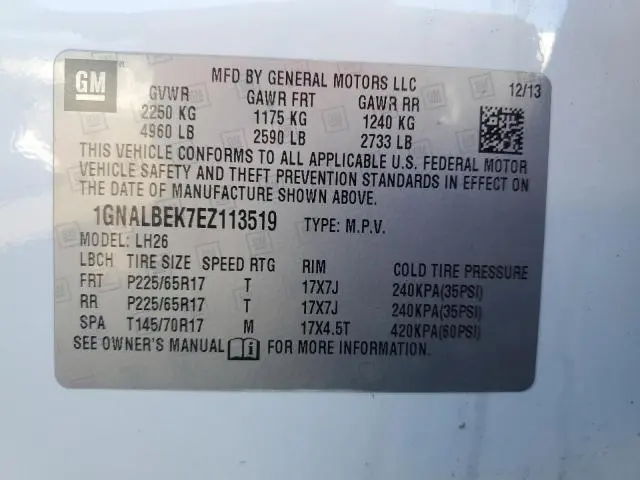 GM
MFD BY GENERAL MOTORS LLC
12/13
GVWR GAWR FRT GAWR RR
2250 KG 1175 KG 1240 KG
4960 LB 2590 LB 2733 LB
THIS VEHICLE CONFORMS TO ALL APPLICABLE U.S. FEDERAL MOTOR
VEHICLE SAFETY AND THEFT PREVENTION STANDARDS IN EFFECT ON
THE DATE OF MANUFACTURE SHOWN ABOVE.
1GNALBEK7EZ113519 TYPE: M.P.V.
MODEL: LH26
LBCH TIRE SIZE SPEED RTG RIM COLD TIRE PRESSURE
FRT P225/65R17 T 17X7J 240KPA(35PSI)
RR P225/65R17 T 17X7J 240KPA(35PSI)
SPA T145/70R17 M 17X4.5T 420KPA(60PSI)
SEE OWNER'S MANUAL FOR MORE INFORMATION.